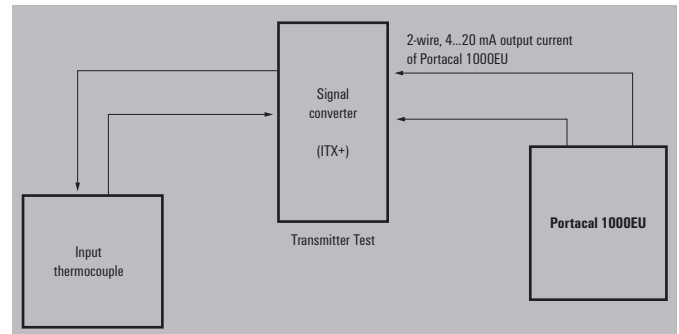 2-wire, 4...20 mA output current
of Portacal 1000EU
Signal
converter
(ITX+)
Transmitter Test
Input
thermocouple
Portacal 1000EU